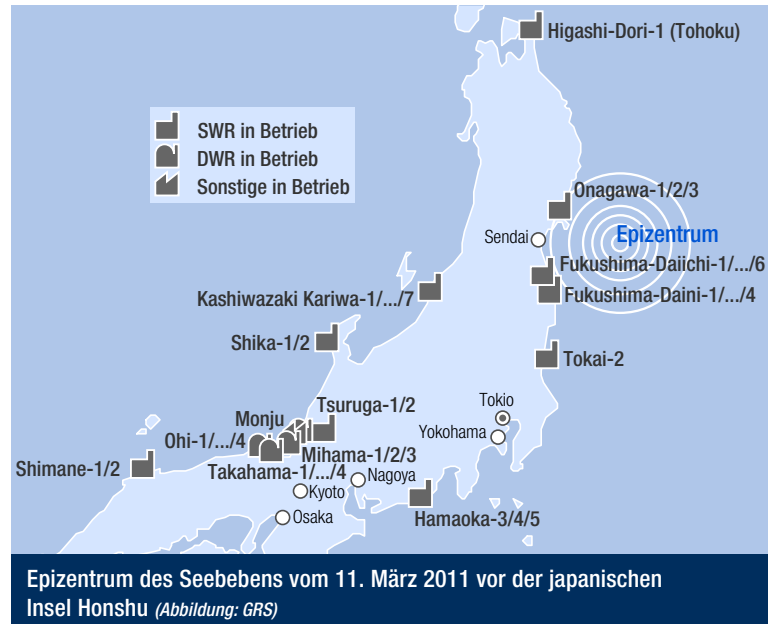 Higashi-Dori-1 (Tohoku)
SWR in Betrieb
DWR in Betrieb
Sonstige in Betrieb
Onagawa-1/2/3
Sendai
Epizentrum
Fukushima-Daiichi-1/.../6
Kashiwazaki Kariwa-1/.../7
Fukushima-Daini-1/.../4
Shika-1/2
Tokai-2
Tokio
Monju
Tsuruga-1/2
Ohi-1/.../4
Yokohama
Mihama-1/2/3
Shimane-1/2
Takahama-1/.../4
Nagoya
Kyoto
Osaka
Hamaoka-3/4/5
Epizentrum des Seebebens vom 11. März 2011 vor der japanischen
Insel Honshu (Abbildung: GRS)